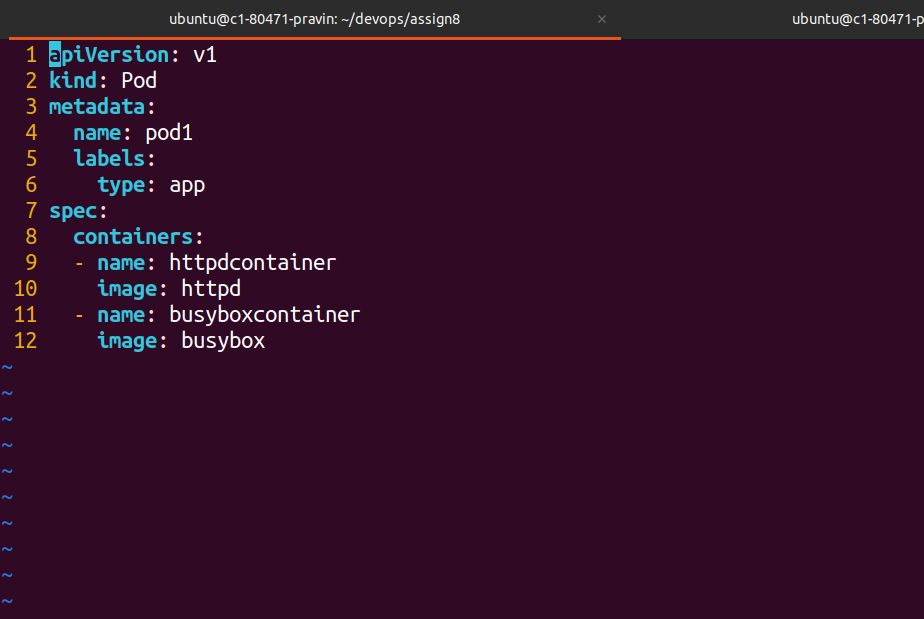 ubuntu@c1-80471-pravin: ~/devops/assign8 × ubuntu@c1-80471-p
1 apiVersion: v1
2 kind: Pod
3 metadata:
4   name: pod1
5   labels:
6     type: app
7 spec:
8   containers:
9   - name: httpdcontainer
10     image: httpd
11   - name: busyboxcontainer
12     image: busybox
~
~
~
~
~
~
~
~
~
~